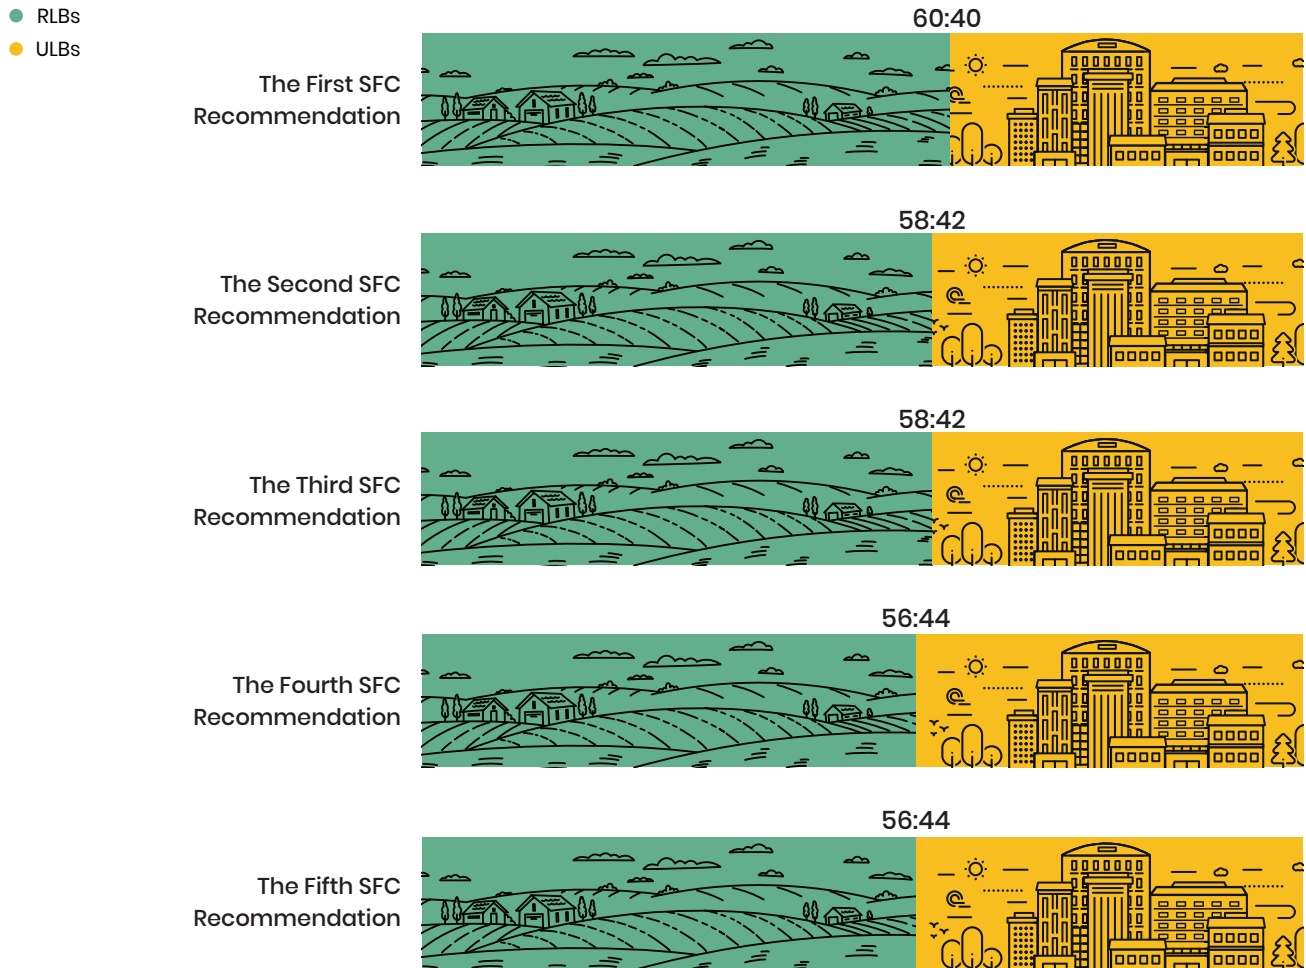 RLBs
ULBs
60:40
The First SFC
Recommendation
58:42
The Second SFC
Recommendation
58:42
The Third SFC
Recommendation
56:44
The Fourth SFC
Recommendation
56:44
The Fifth SFC
Recommendation